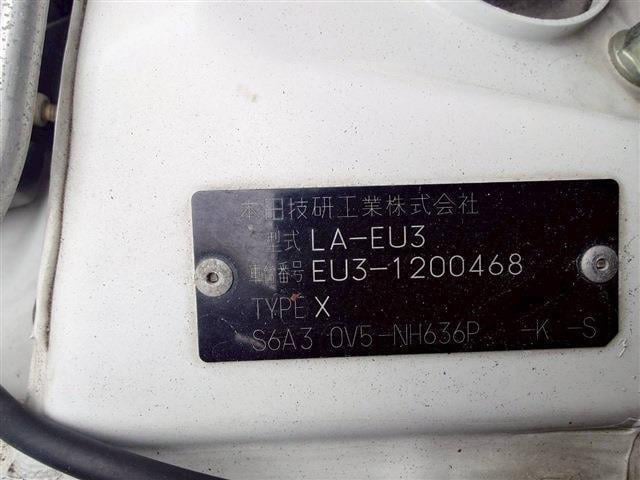 本田技研工業株式会社
型式 LA-EU3
車台番号 EU3-1200468
TYPE X
S6A3 0V5-NH636P -K -S